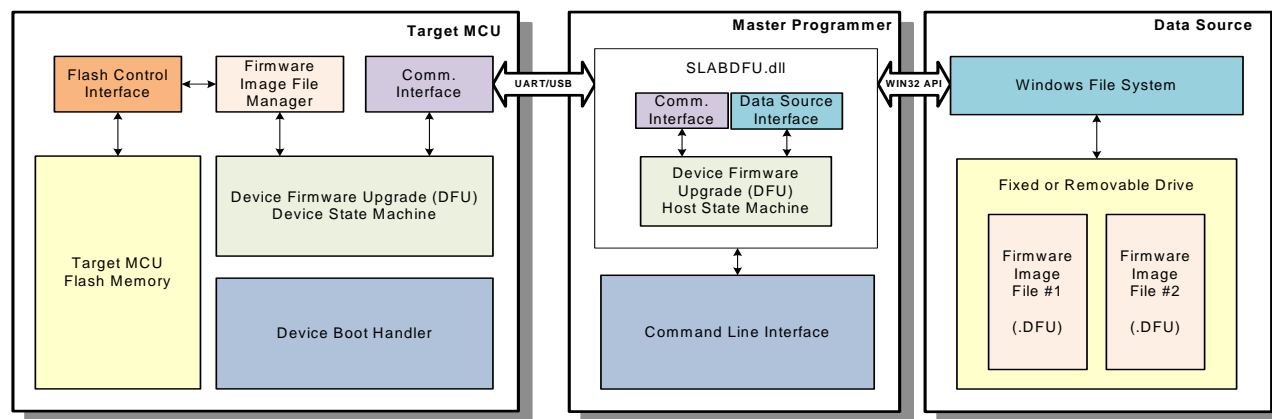 Target MCU
Flash Control
Interface
Firmware
Image File
Manager
Comm.
Interface
Device Firmware Upgrade (DFU)
Device State Machine
Target MCU
Flash Memory
Device Boot Handler
UART/USB
Master Programmer
SLABDFU.dll
Comm.
Interface
Data Source
Interface
Device Firmware
Upgrade (DFU)
Host State Machine
Command Line Interface
WIN32 API
Data Source
Windows File System
Fixed or Removable Drive
Firmware
Image
File #1
(.DFU)
Firmware
Image
File #2
(.DFU)